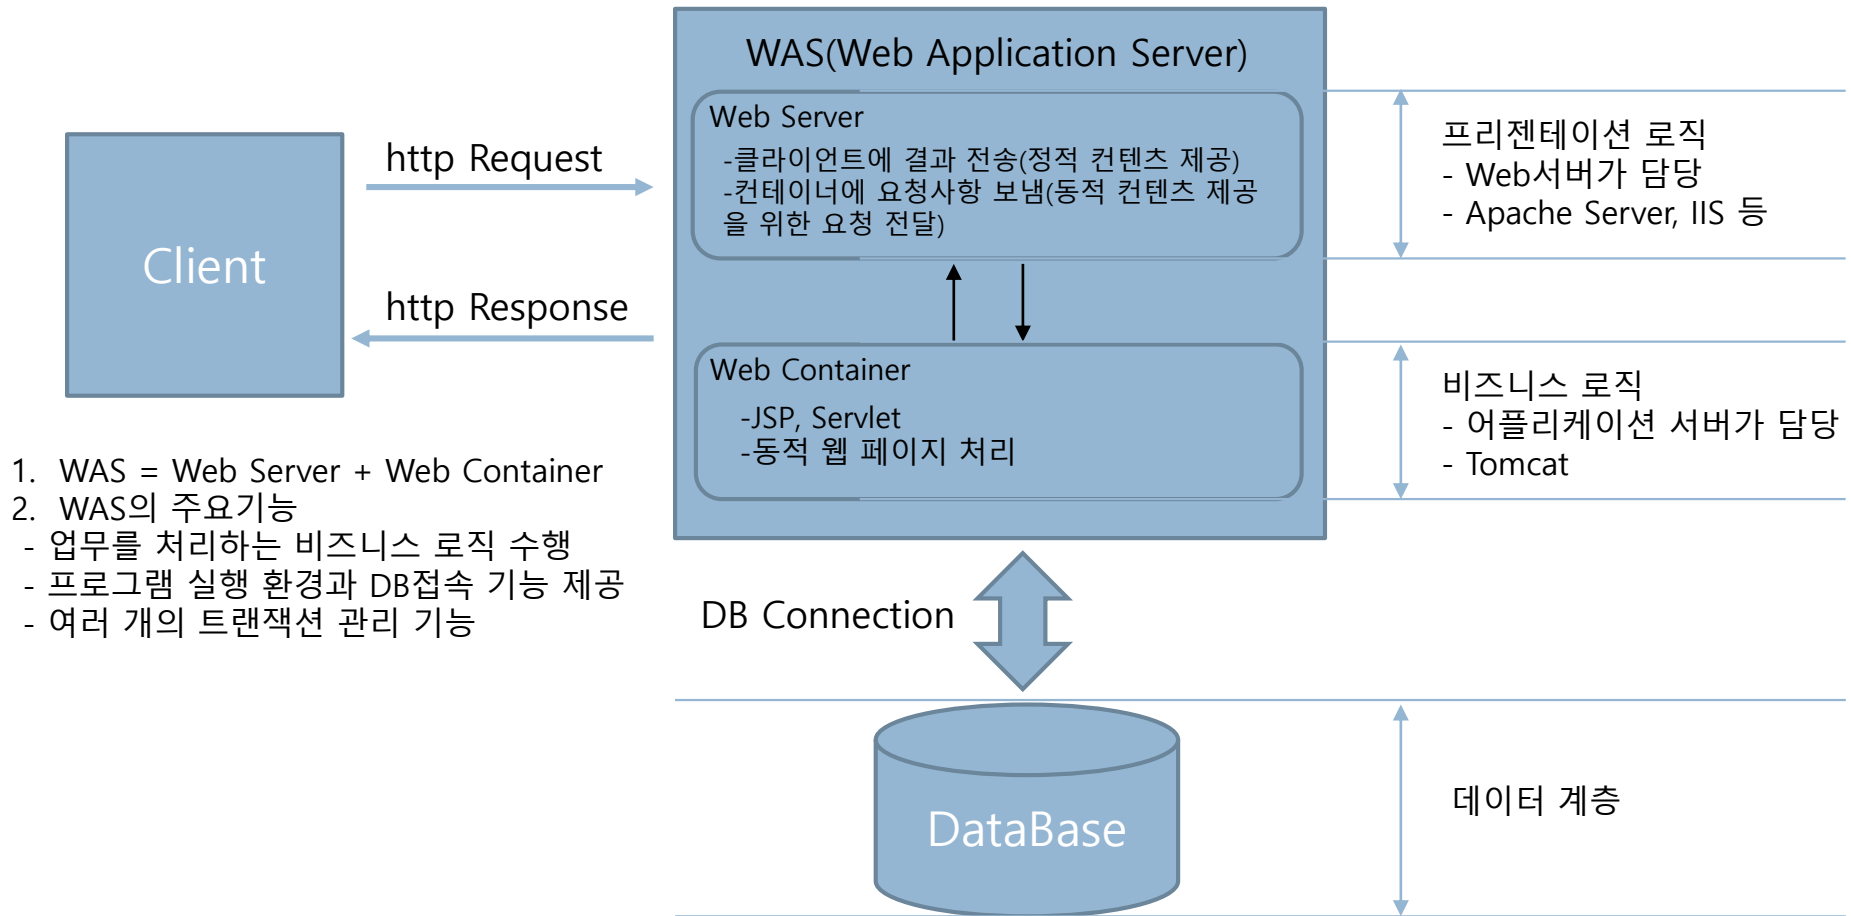 WAS(Web Application Server)
Web Server
-클라이언트에 결과 전송(정적 컨텐츠 제공)
-컨테이너에 요청사항 보냄(동적 컨텐츠 제공
을 위한 요청 전달)
프리젠테이션 로직
- Web서버가 담당
- Apache Server, IIS 등
http Request
Client
http Response
Web Container
-JSP, Servlet
-동적 웹 페이지 처리
비즈니스 로직
- 어플리케이션 서버가 담당
- Tomcat
1. WAS = Web Server + Web Container
2. WAS의 주요기능
- 업무를 처리하는 비즈니스 로직 수행
- 프로그램 실행 환경과 DB접속 기능 제공
- 여러 개의 트랜잭션 관리 기능
DB Connection
DataBase
데이터 계층